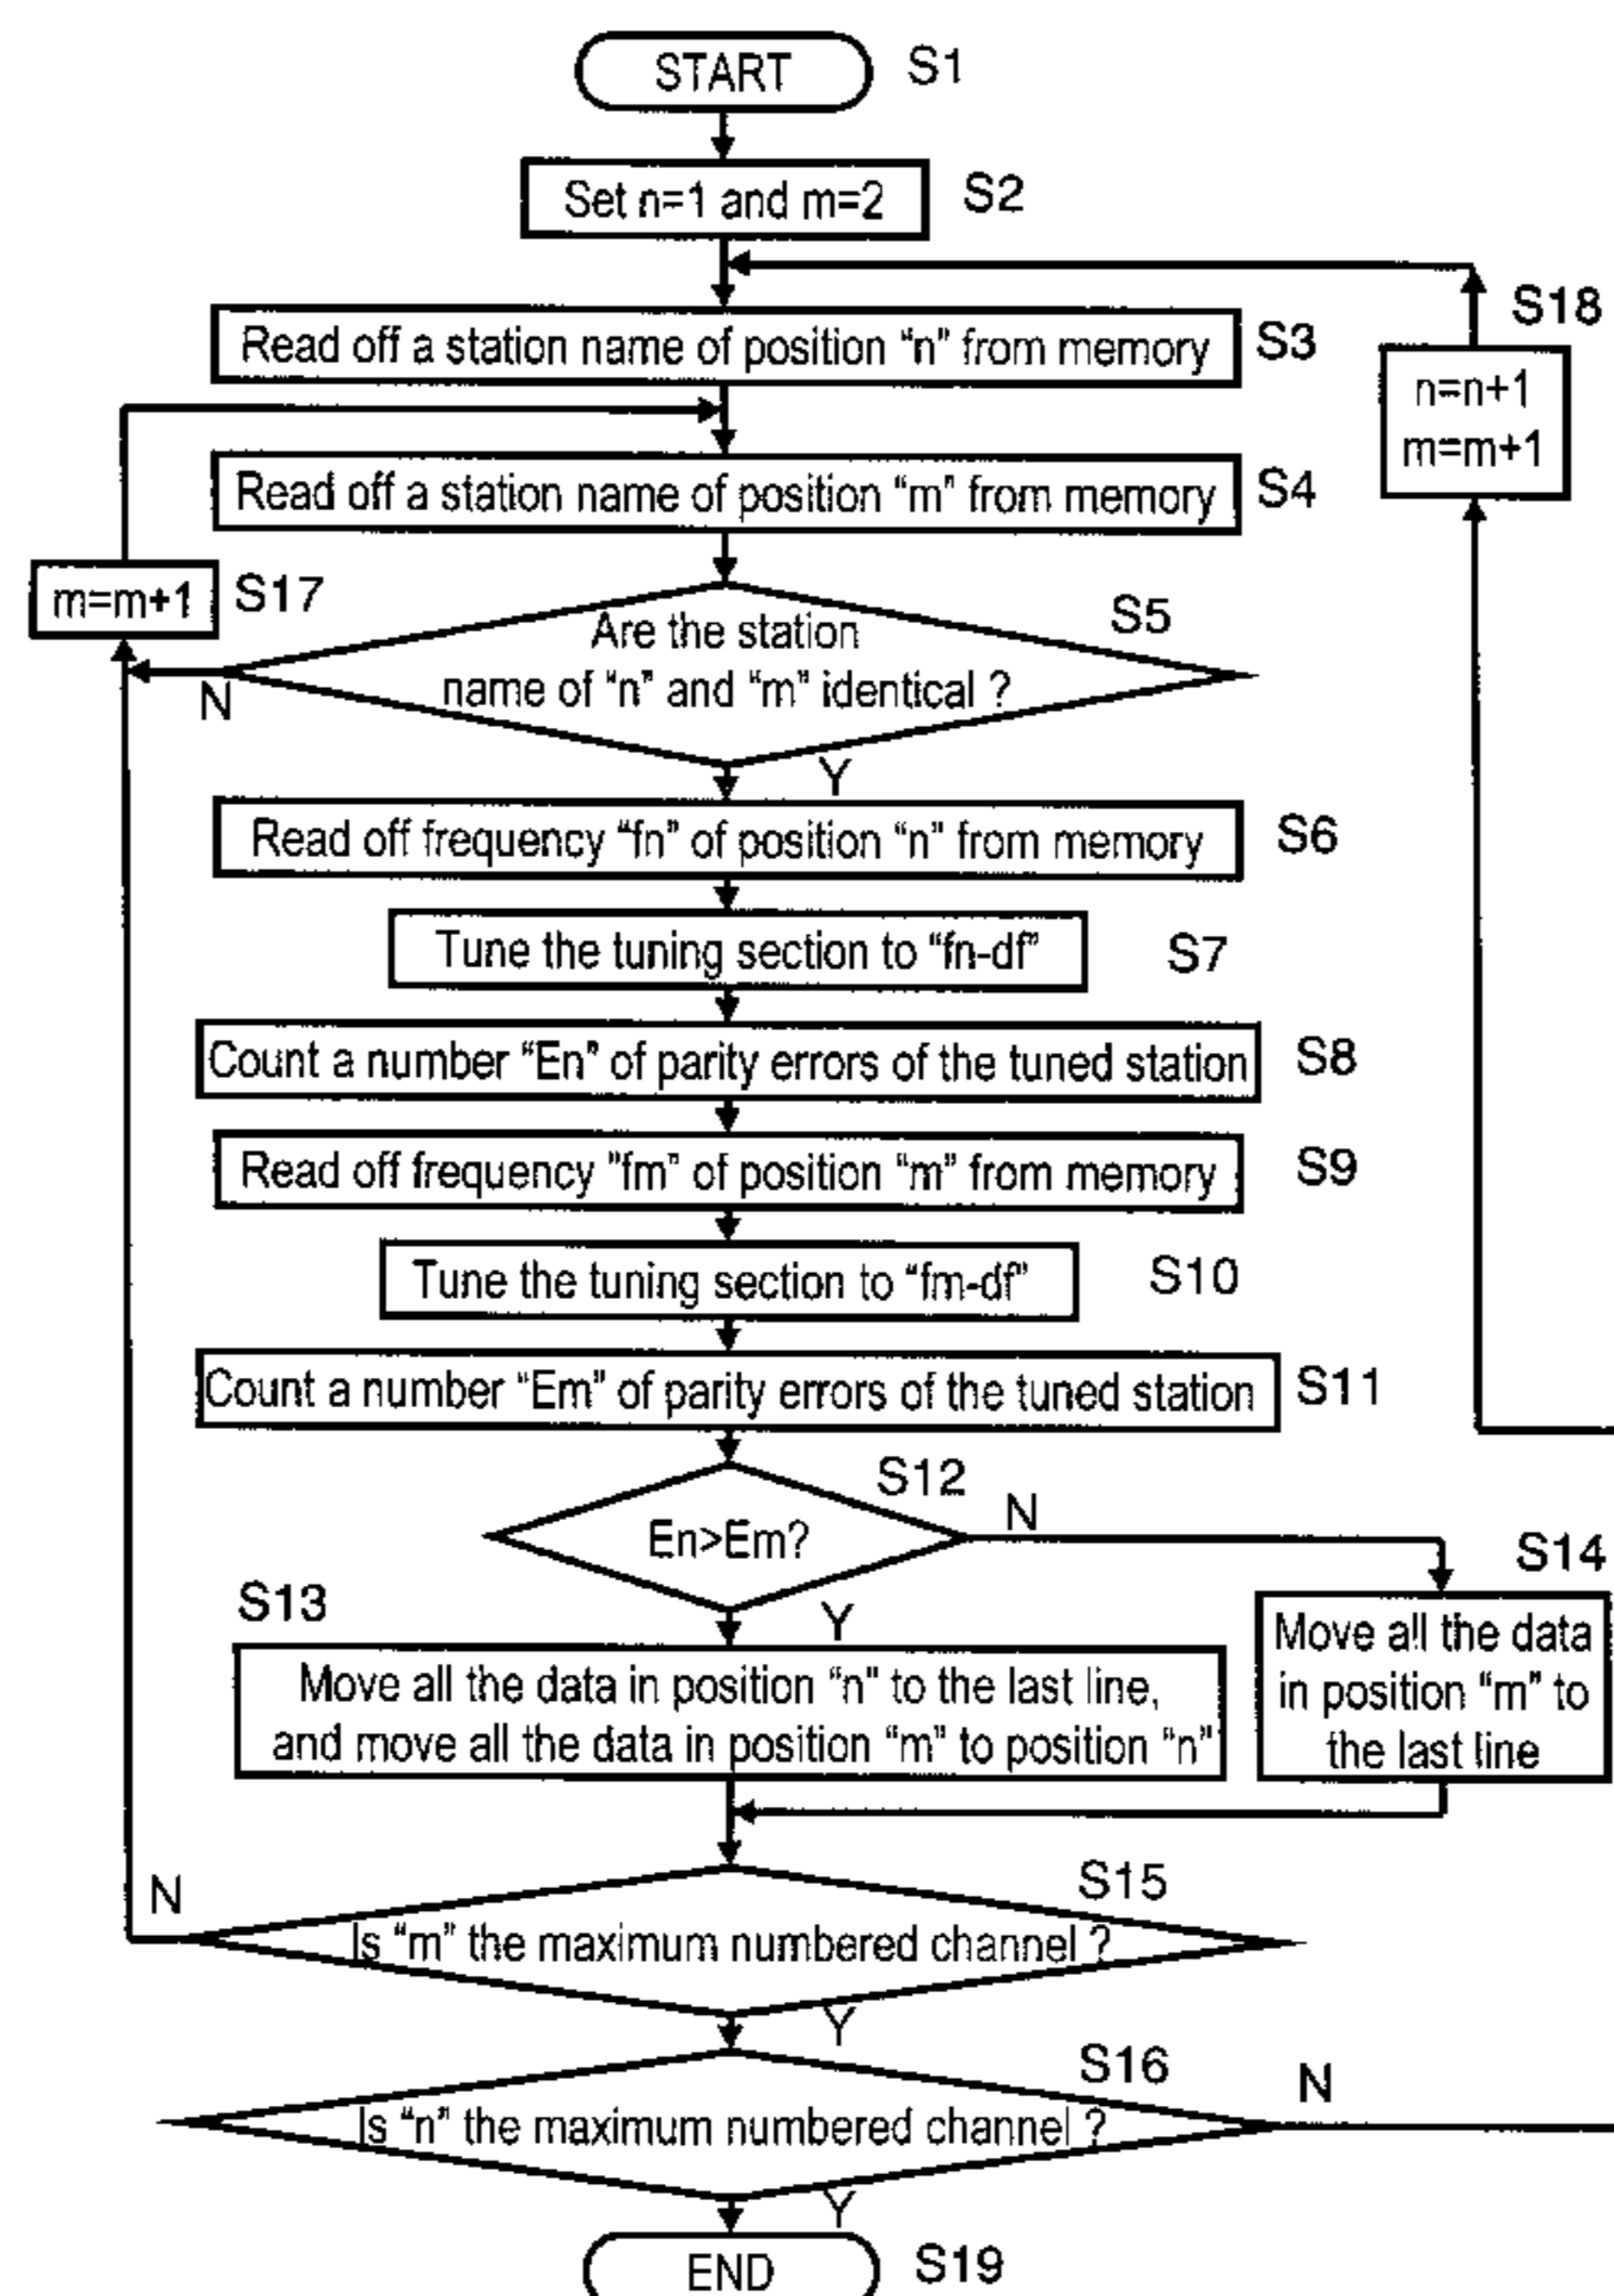 START S1
Set n=1 and m=2 S2
S18
Read off a station name of position “n” from memory S3
n=n+1
m=m+1
Read off a station name of position “m” from memory S4
m=m+1 S17
S5
Are the station
name of “n” and “m” identical ?
N
Y
Read off frequency “fn” of position “n” from memory S6
Tune the tuning section to “fn-df” S7
Count a number “En” of parity errors of the tuned station S8
Read off frequency “fm” of position “m” from memory S9
Tune the tuning section to “fm-df” S10
Count a number “Em” of parity errors of the tuned station S11
S12
En>Em?
N
S14
S13
Y
Move all the data in position “n” to the last line,
and move all the data in position “m” to position “n”
Move all the data
in position “m” to
the last line
S15
N
Is “m” the maximum numbered channel ?
Y
S16
N
Is “n” the maximum numbered channel ?
Y
END S19